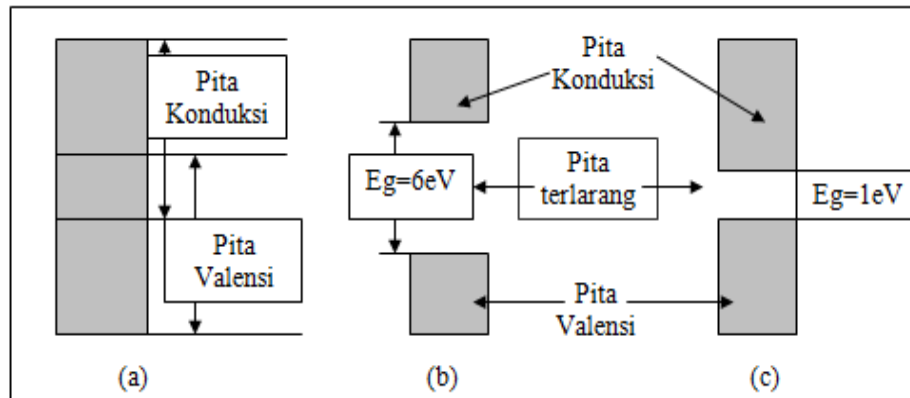 Pita
Konduksi
Pita
Valensi
(a)
Eg=6eV
(b)
Pita
Konduksi
Pita
terlarang
Pita
Valensi
Eg=1eV
(c)